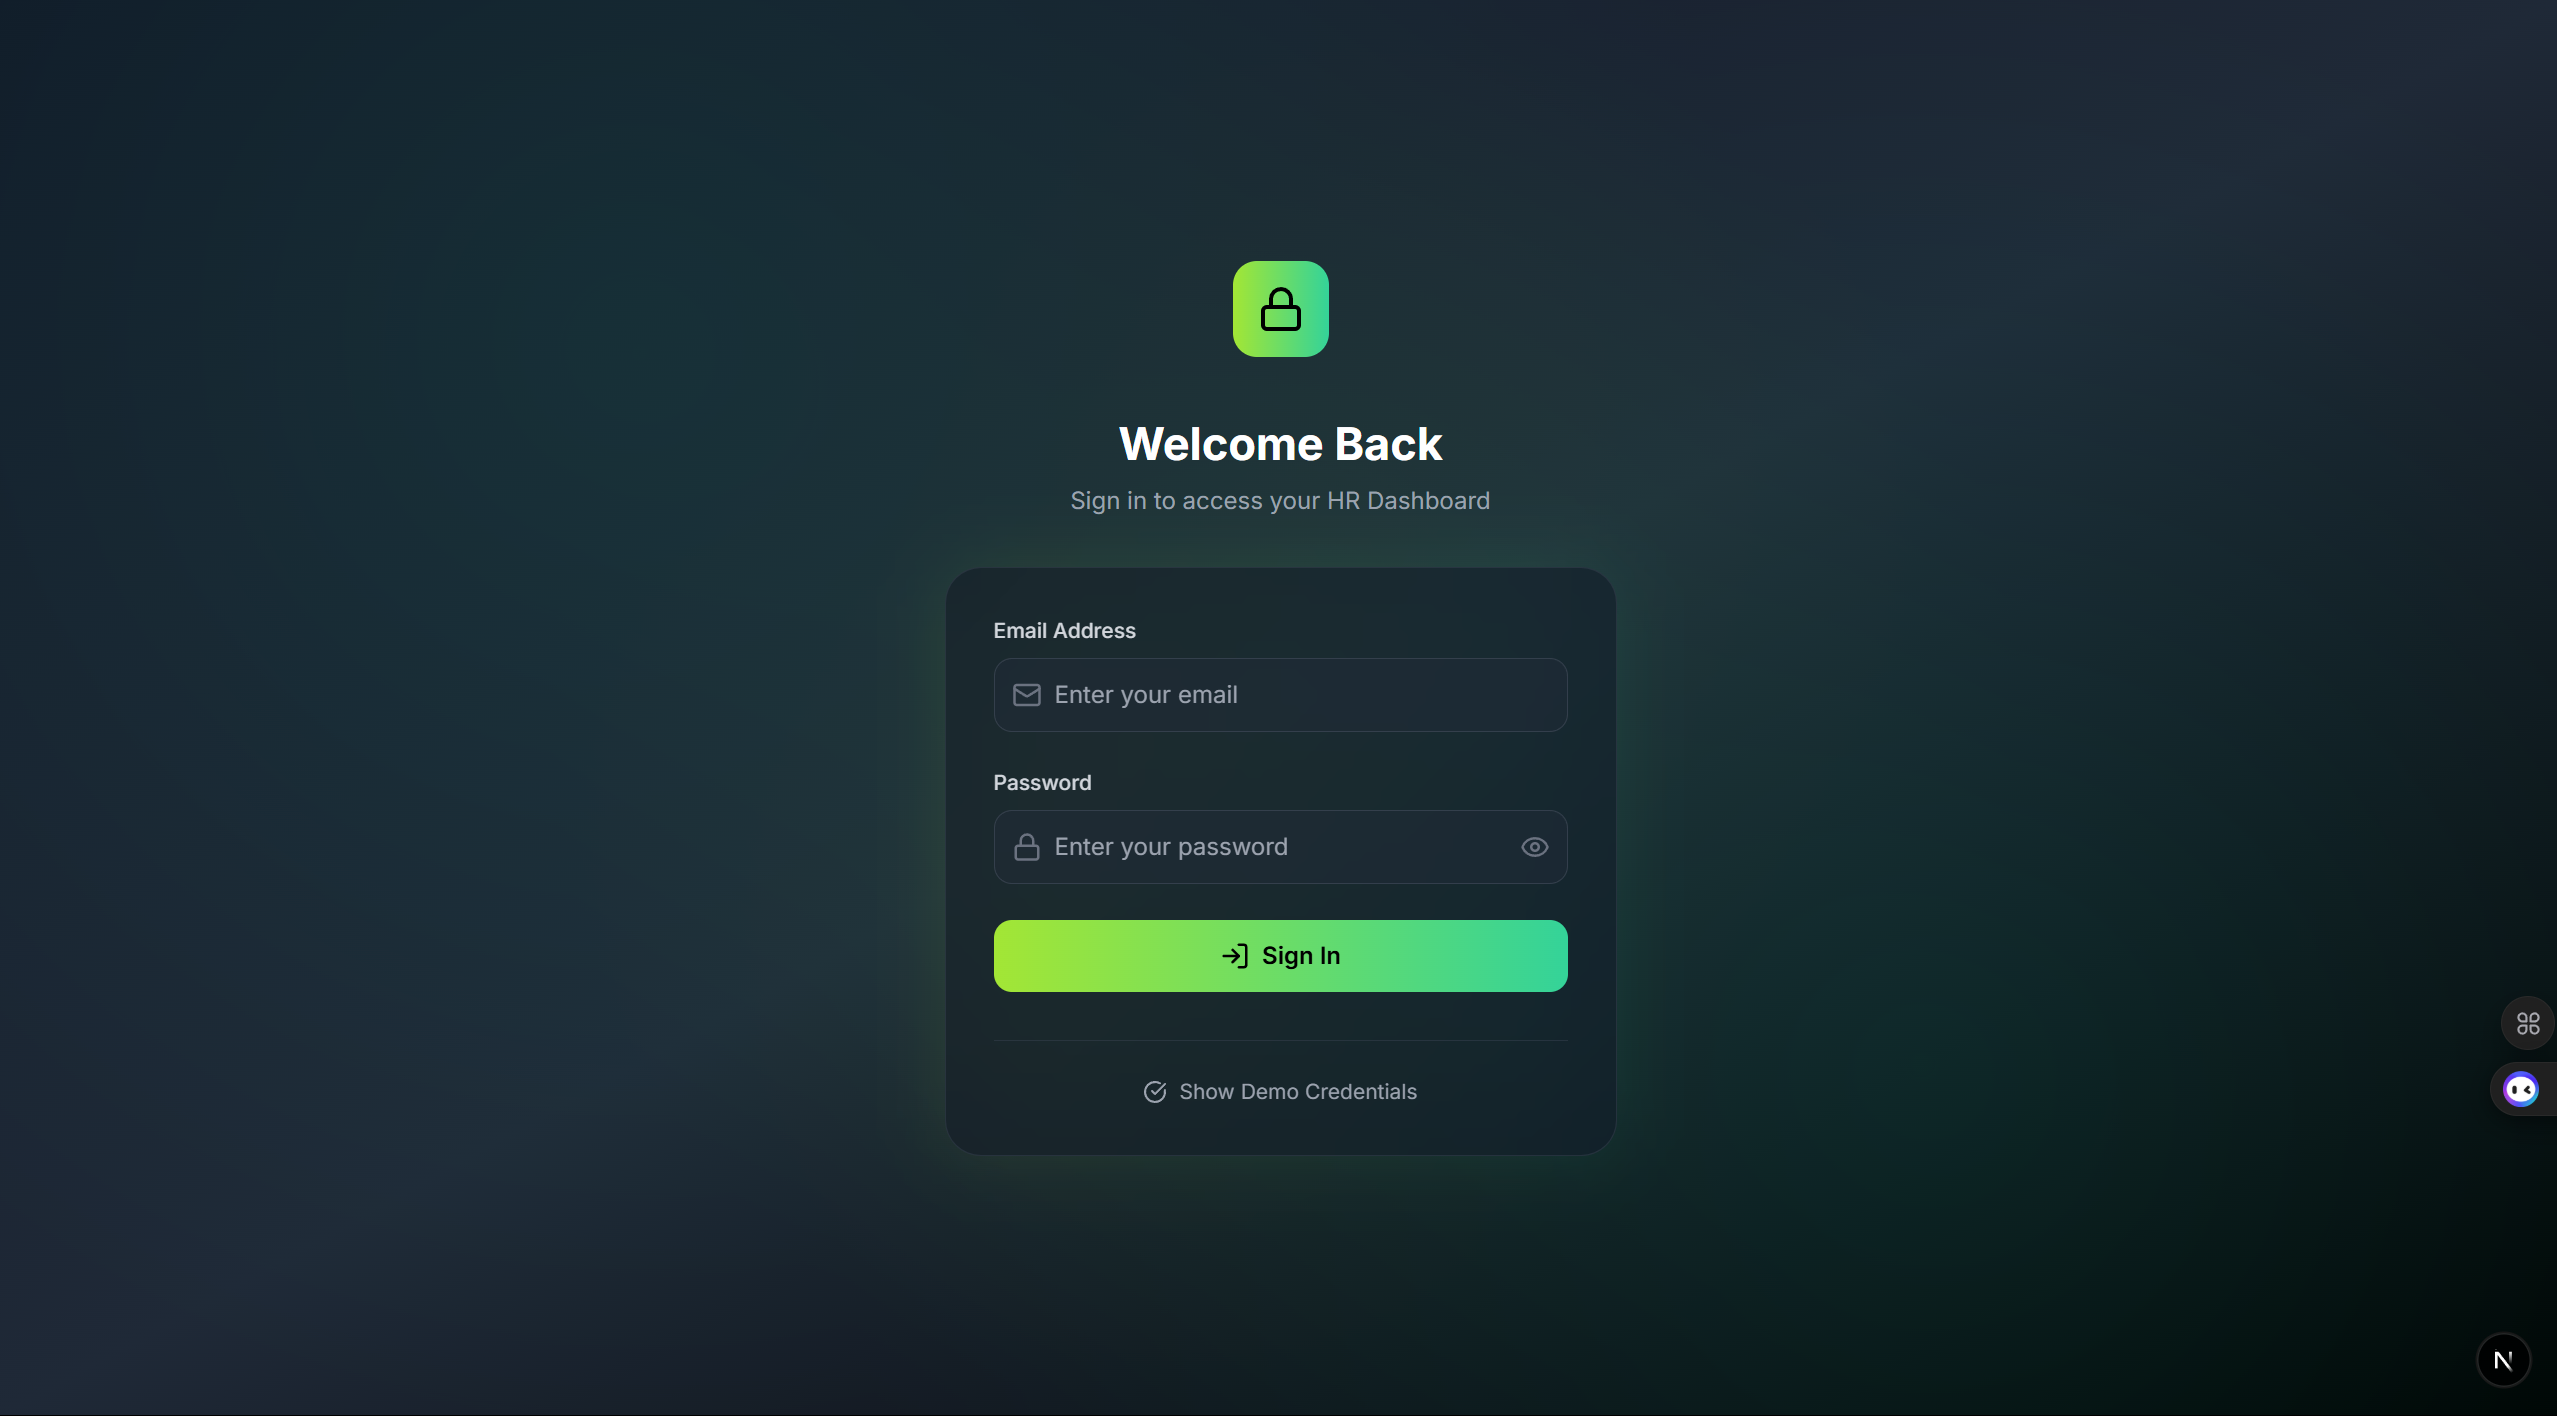 Welcome Back
Sign in to access your HR Dashboard
Email Address
Enter your email
Password
Enter your password
Sign In
Show Demo Credentials
N